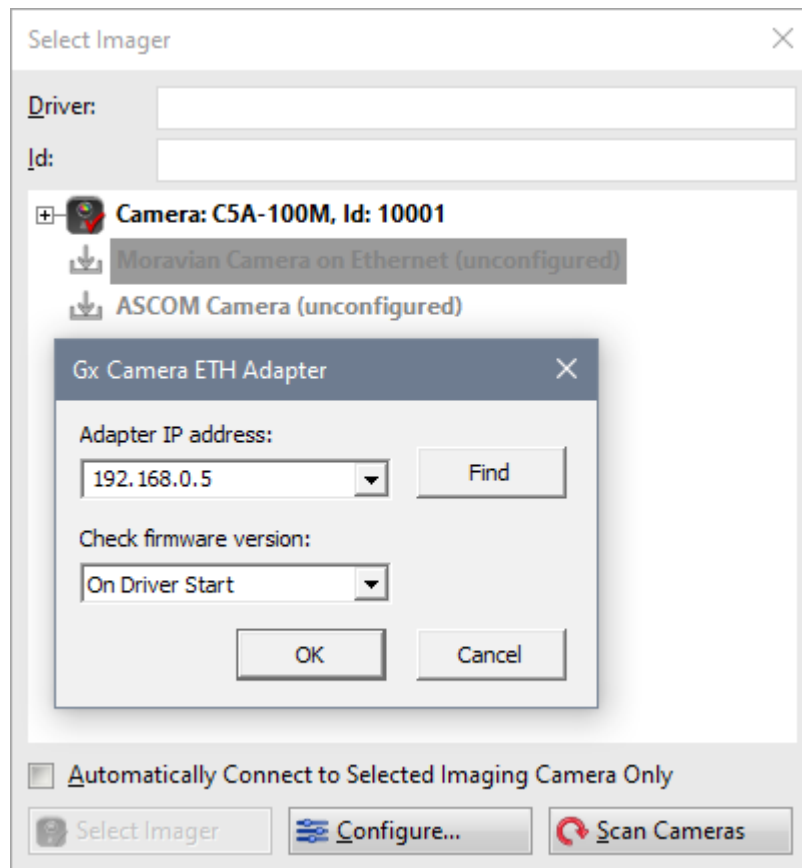 Select Imager
Driver:
Id:
Camera: C5A-100M, Id: 10001
Moravian Camera on Ethernet (unconfigured)
ASCOM Camera (unconfigured)
Gx Camera ETH Adapter
Adapter IP address:
192.168.0.5
Find
Check firmware version:
On Driver Start
OK
Cancel
Automatically Connect to Selected Imaging Camera Only
Select Imager
Configure...
Scan Cameras